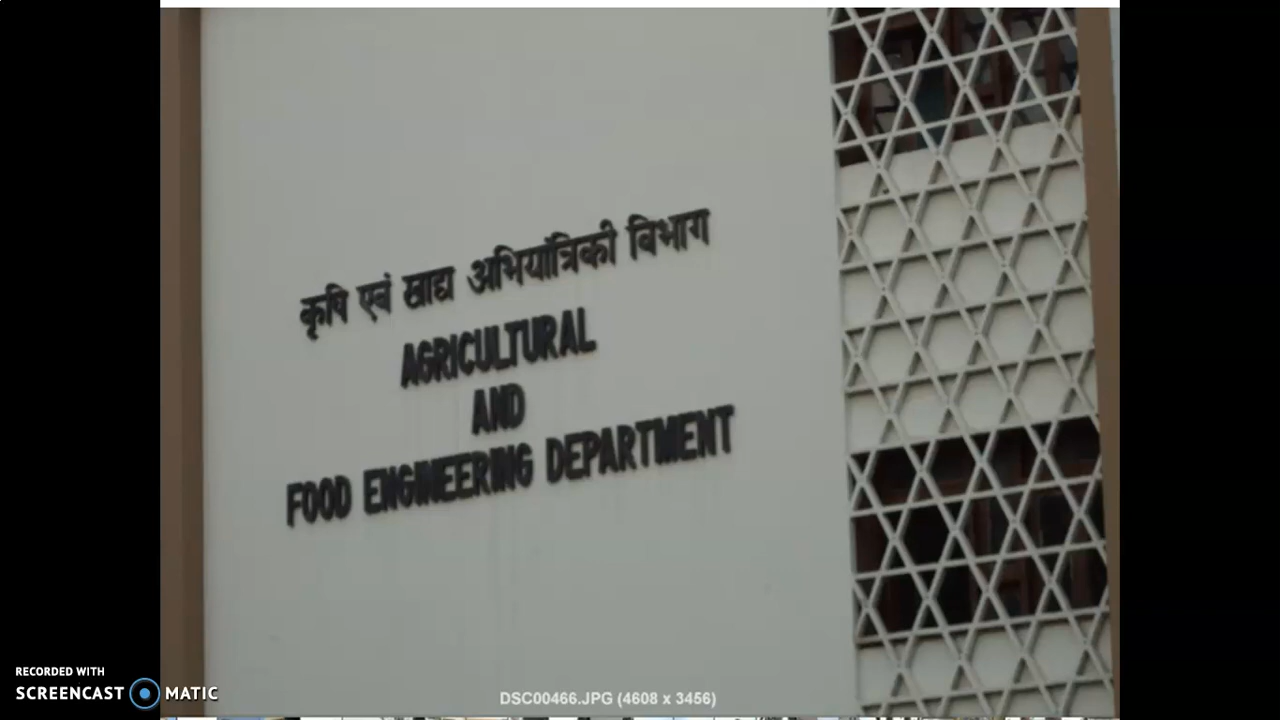 कृषि एवं खाद्य अभियांत्रिकी विभाग
AGRICULTURAL
AND
FOOD ENGINEERING DEPARTMENT
DSC00466.JPG (4608 x 3456)
RECORDED WITH
SCREENCAST MATIC